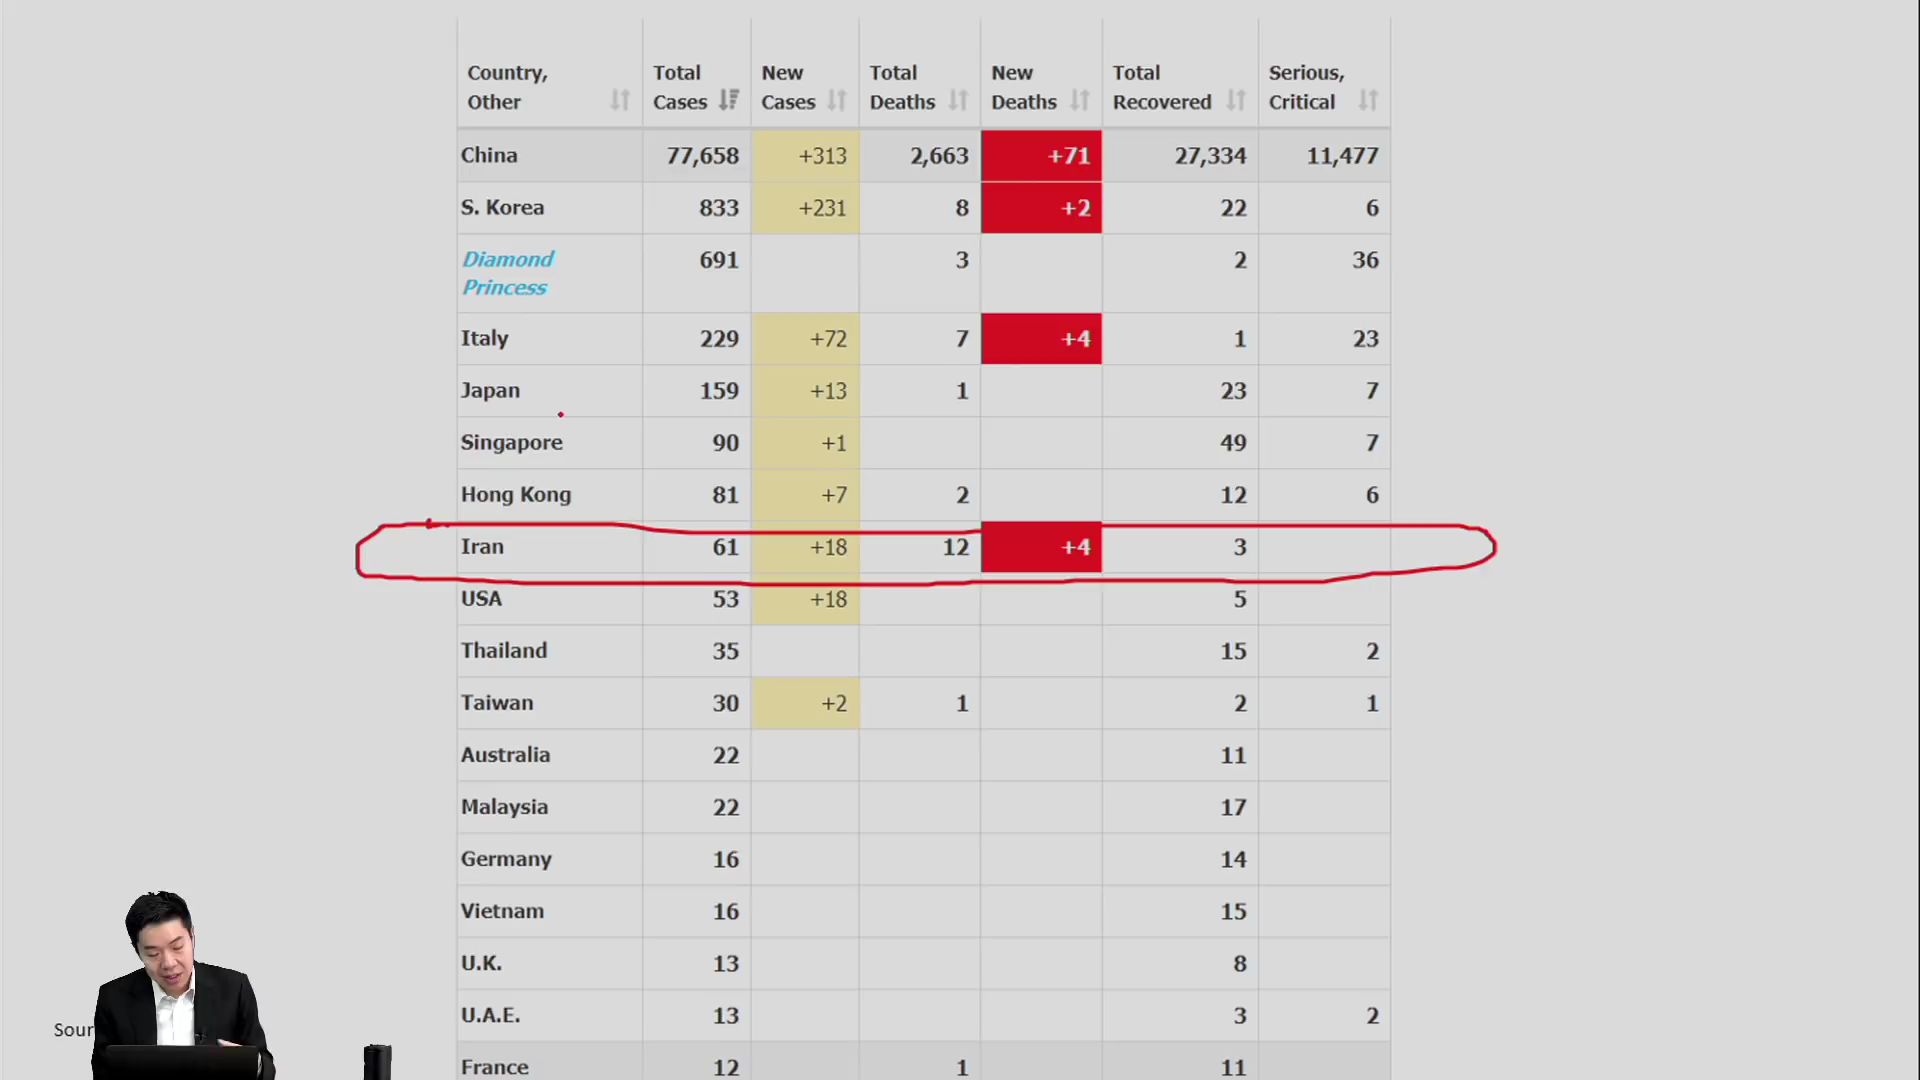 Country, Other Total Cases New Cases Total Deaths New Deaths Total Recovered Serious, Critical
China 77,658 +313 2,663 +71 27,334 11,477
S. Korea 833 +231 8 +2 22 6
Diamond Princess 691 3 2 36
Italy 229 +72 7 +4 1 23
Japan 159 +13 1 23 7
Singapore 90 +1 49 7
Hong Kong 81 +7 2 12 6
Iran 61 +18 12 +4 3
USA 53 +18 5
Thailand 35 15 2
Taiwan 30 +2 1 2 1
Australia 22 11
Malaysia 22 17
Germany 16 14
Vietnam 16 15
U.K. 13 8
U.A.E. 13 3 2
France 12 1 11